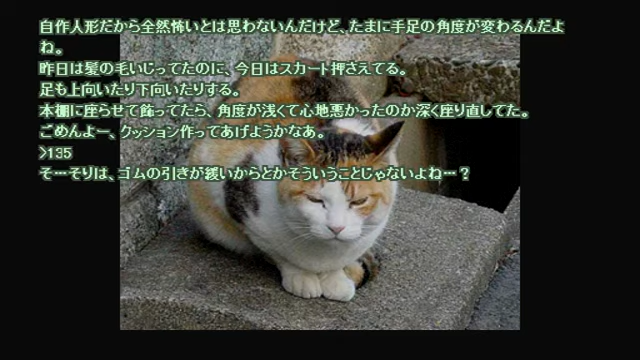 自作人形だから全然怖いとは思わないんだけど、たまに手足の角度が変わるんだよ
ね。
昨日は髪の毛いじってたのに、今日はスカート押さえてる。
足も上向いたり下向いたりする。
本棚に座らせて飾ってたら、角度が浅くて心地悪かったのか深く座り直してた。
ごめんよー、クッション作ってあげようかなあ。
>135
そ…そりは、ゴムの引きが緩いからとかそういうことじゃないよね…？